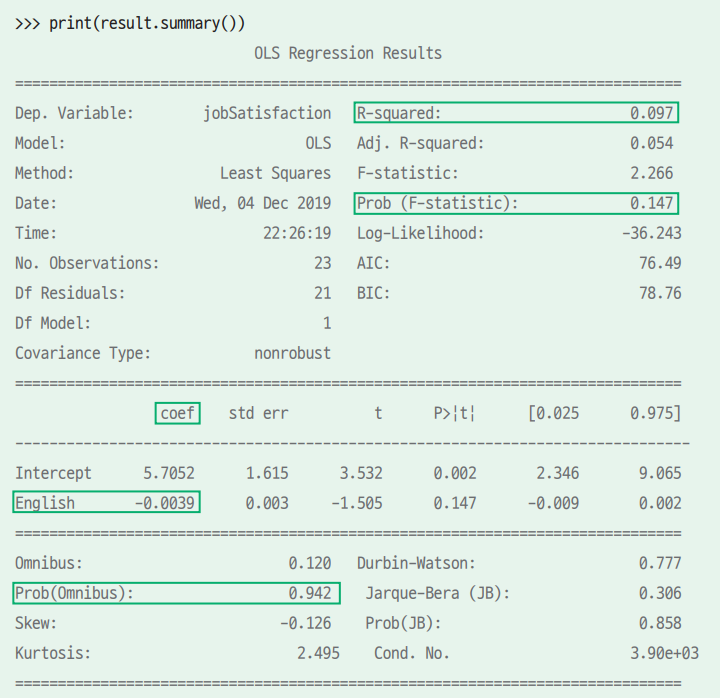 >>> print(result.summary())
OLS Regression Results
==============================================================================
Dep. Variable: jobSatisfaction R-squared: 0.097
Model: OLS Adj. R-squared: 0.054
Method: Least Squares F-statistic: 2.266
Date: Wed, 04 Dec 2019 Prob (F-statistic): 0.147
Time: 22:26:19 Log-Likelihood: -36.243
No. Observations: 23 AIC: 76.49
Df Residuals: 21 BIC: 78.76
Df Model: 1
Covariance Type: nonrobust
==============================================================================
coef std err t P>¦t¦ [0.025 0.975]
-------------------------------------------------------------------------------
Intercept 5.7052 1.615 3.532 0.002 2.346 9.065
English -0.0039 0.003 -1.505 0.147 -0.009 0.002
==============================================================================
Omnibus: 0.120 Durbin-Watson: 0.777
Prob(Omnibus): 0.942 Jarque-Bera (JB): 0.306
Skew: -0.126 Prob(JB): 0.858
Kurtosis: 2.495 Cond. No. 3.90e+03
==============================================================================